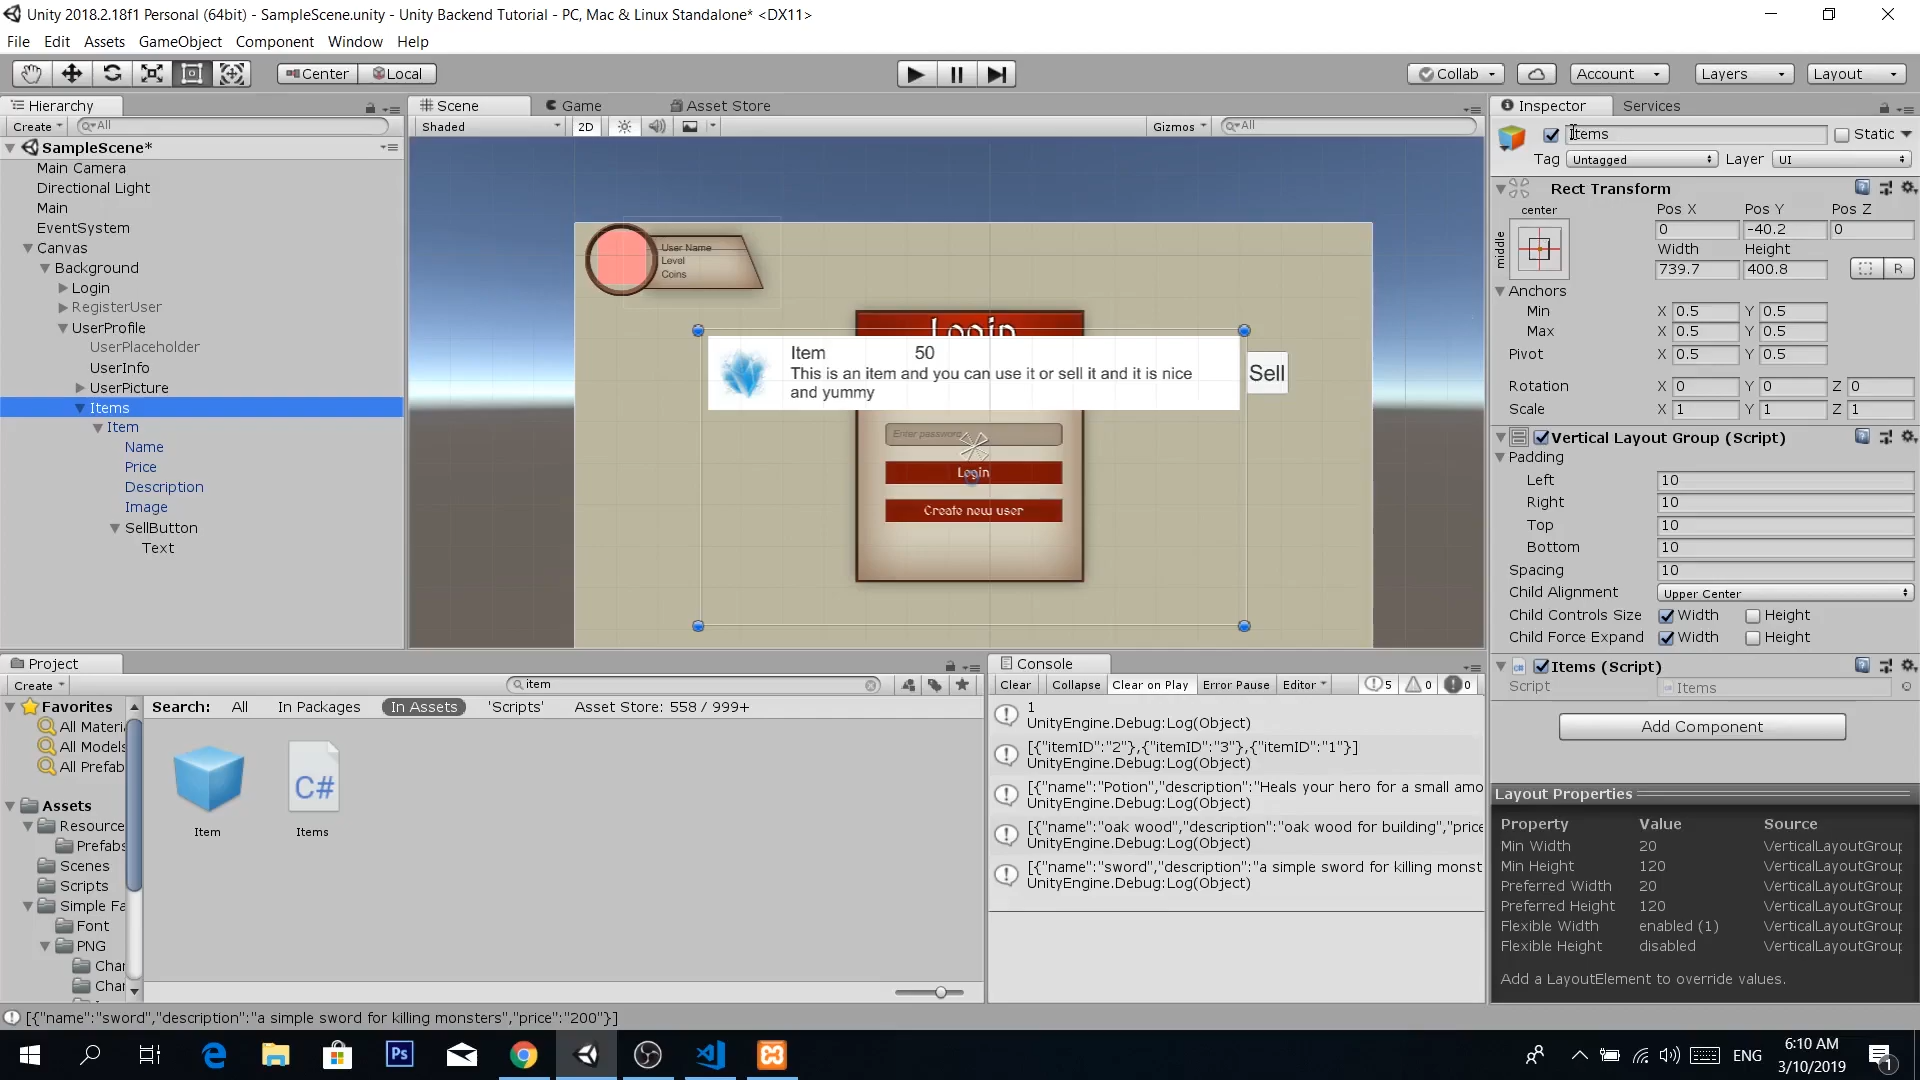 Unity 2018.2.18f1 Personal (64bit) - SampleScene.unity - Unity Backend Tutorial - PC, Mac & Linux Standalone* <DX11>
File Edit Assets GameObject Component Window Help
Center Local Collab Account Layers Layout
Hierarchy
Create All
SampleScene*
Main Camera
Directional Light
Main
EventSystem
Canvas
Background
Login
RegisterUser
UserProfile
UserPlaceholder
UserInfo
UserPicture
Items
Item
Name
Price
Description
Image
SellButton
Text
Scene Game Asset Store
Shaded 2D Gizmos All
User Name
Level
Coins
Login
Item 50
This is an item and you can use it or sell it and it is nice
and yummy
Sell
Enter password
Login
Create new user
Inspector Services
Items Static
Tag Untagged Layer UI
Rect Transform
center
middle
Pos X Pos Y Pos Z
0 -40.2 0
Width Height
739.7 400.8 R
Anchors
Min X 0.5 Y 0.5
Max X 0.5 Y 0.5
Pivot X 0.5 Y 0.5
Rotation X 0 Y 0 Z 0
Scale X 1 Y 1 Z 1
Vertical Layout Group (Script)
Padding
Left 10
Right 10
Top 10
Bottom 10
Spacing 10
Child Alignment Upper Center
Child Controls Size Width Height
Child Force Expand Width Height
Items (Script)
Script Items
Add Component
Layout Properties
Property Value Source
Min Width 20 VerticalLayoutGroup
Min Height 120 VerticalLayoutGroup
Preferred Width 20 VerticalLayoutGroup
Preferred Height 120 VerticalLayoutGroup
Flexible Width enabled (1) VerticalLayoutGroup
Flexible Height disabled VerticalLayoutGroup
Add a LayoutElement to override values.
Project
Create item
Favorites
All Materi
All Models
All Prefab
Assets
Resource
Prefabs
Scenes
Scripts
Simple Fa
Font
PNG
Char
Char
Search: All In Packages In Assets 'Scripts' Asset Store: 558 / 999+
C#
Item Items
Console
Clear Collapse Clear on Play Error Pause Editor 5 0 0
1
UnityEngine.Debug:Log(Object)
[{"itemID":"2"},{"itemID":"3"},{"itemID":"1"}]
UnityEngine.Debug:Log(Object)
[{"name":"Potion","description":"Heals your hero for a small amo
UnityEngine.Debug:Log(Object)
[{"name":"oak wood","description":"oak wood for building","price
UnityEngine.Debug:Log(Object)
[{"name":"sword","description":"a simple sword for killing monst
UnityEngine.Debug:Log(Object)
[{"name":"sword","description":"a simple sword for killing monsters","price":"200"}]
Ps
ENG
6:10 AM
3/10/2019
1